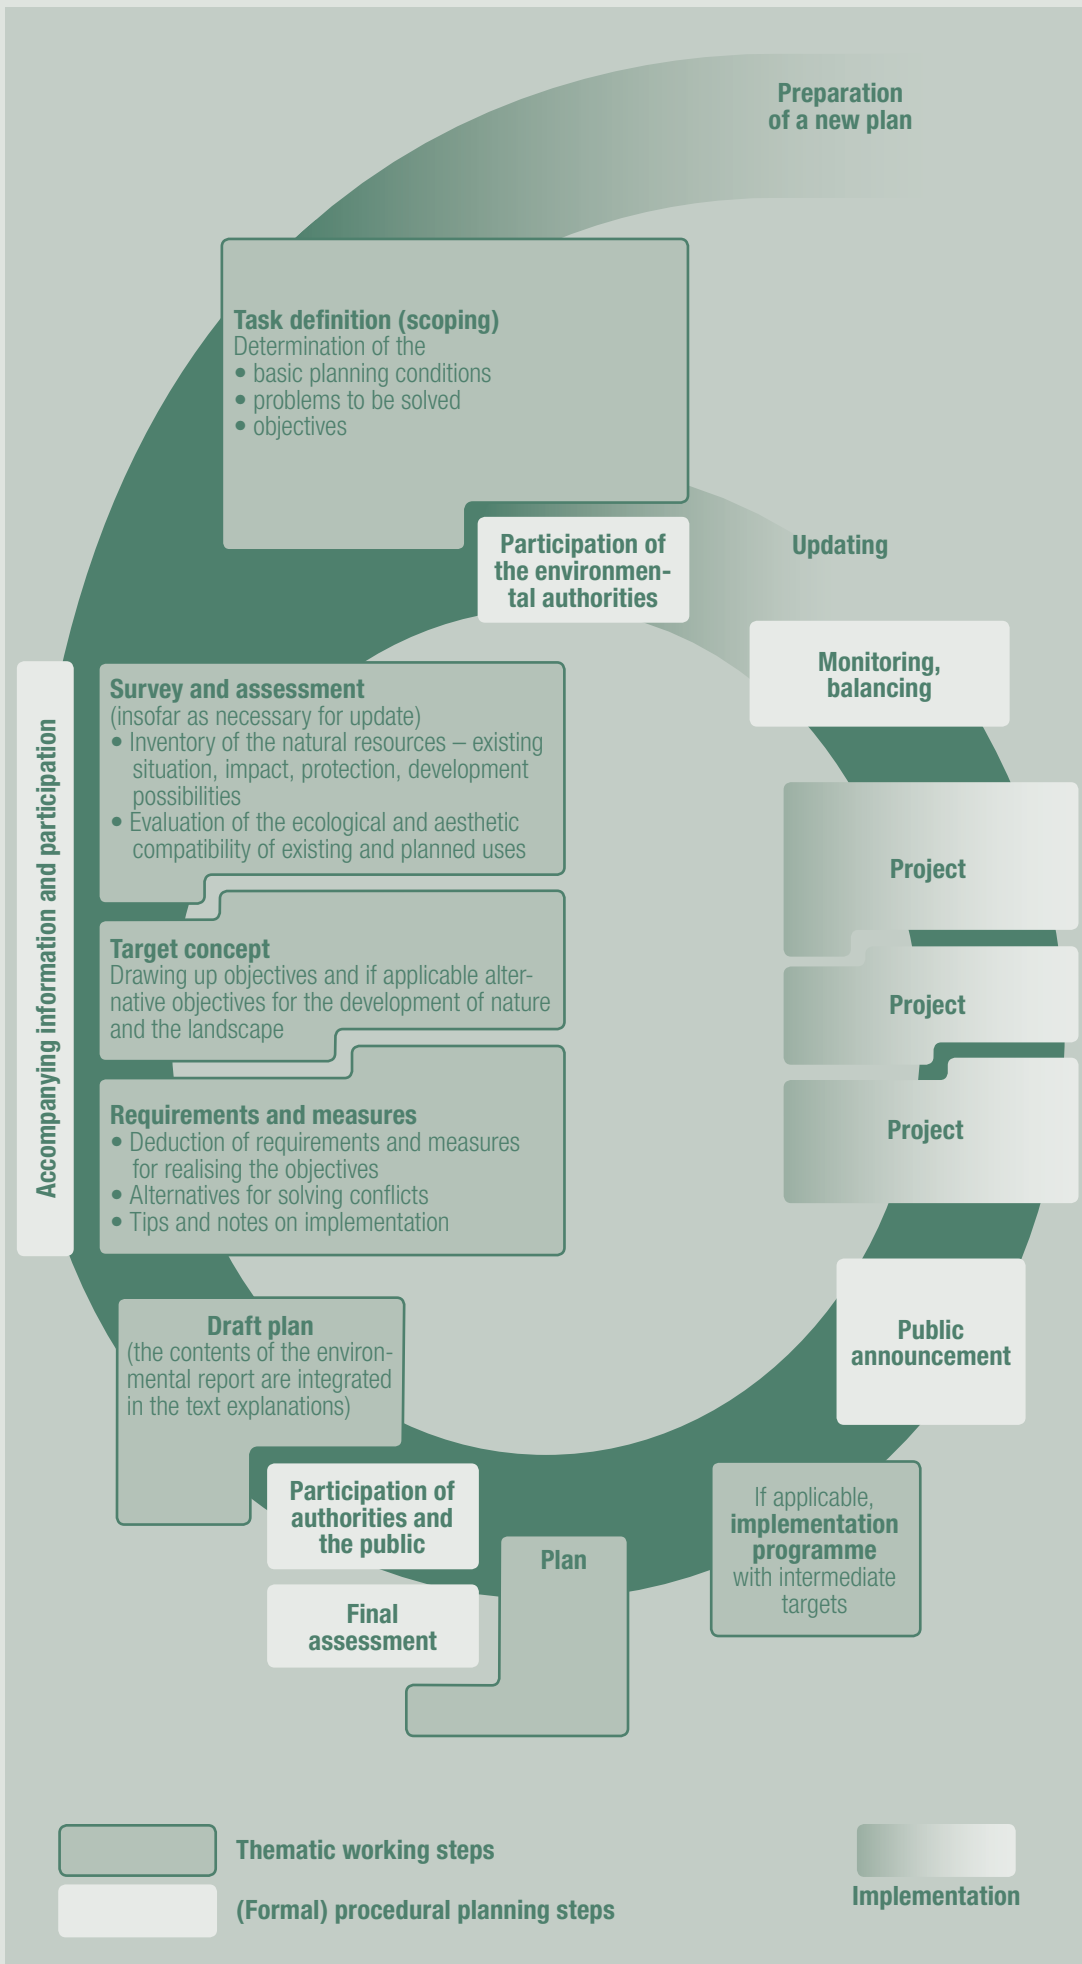 Preparation
of a new plan
Task definition (scoping)
Determination of the
• basic planning conditions
• problems to be solved
• objectives
Participation of
the environmen-
tal authorities
Updating
Monitoring,
balancing
Accompanying information and participation
Survey and assessment
(insofar as necessary for update)
• Inventory of the natural resources – existing
situation, impact, protection, development
possibilities
• Evaluation of the ecological and aesthetic
compatibility of existing and planned uses
Target concept
Drawing up objectives and if applicable alter-
native objectives for the development of nature
and the landscape
Requirements and measures
• Deduction of requirements and measures
for realising the objectives
• Alternatives for solving conflicts
• Tips and notes on implementation
Project
Project
Project
Draft plan
(the contents of the environ-
mental report are integrated
in the text explanations)
Public
announcement
Participation of
authorities and
the public
Final
assessment
Plan
If applicable,
implementation
programme
with intermediate
targets
Thematic working steps
(Formal) procedural planning steps
Implementation